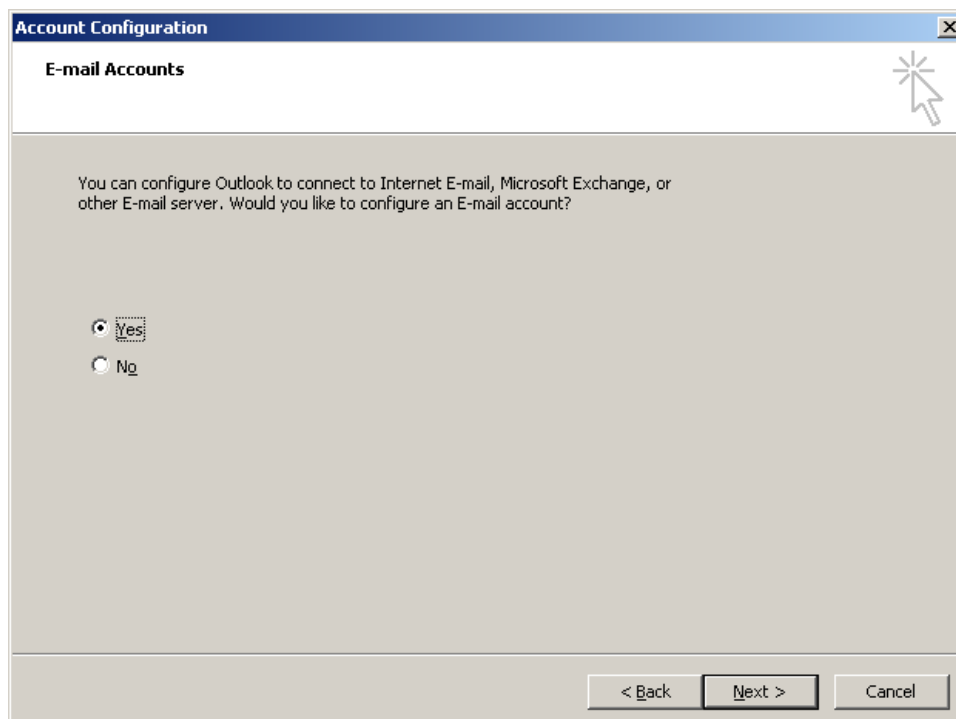 Account Configuration
E-mail Accounts
You can configure Outlook to connect to Internet E-mail, Microsoft Exchange, or
other E-mail server. Would you like to configure an E-mail account?
Yes
No
< Back Next > Cancel